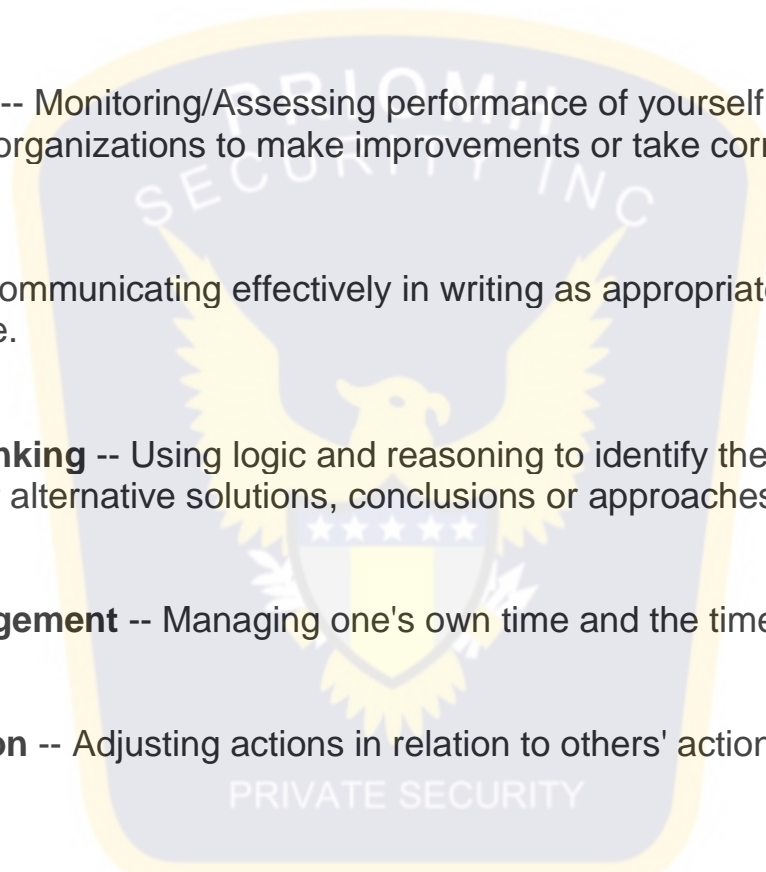 PRIOMH
-- Monitoring/Assessing performance of yourself
SECURITY INC
organizations to make improvements or take corr
ommunicating effectively in writing as appropriate
e.
nking -- Using logic and reasoning to identify the
alternative solutions, conclusions or approaches
gement -- Managing one's own time and the time
on -- Adjusting actions in relation to others' action
PRIVATE SECURITY